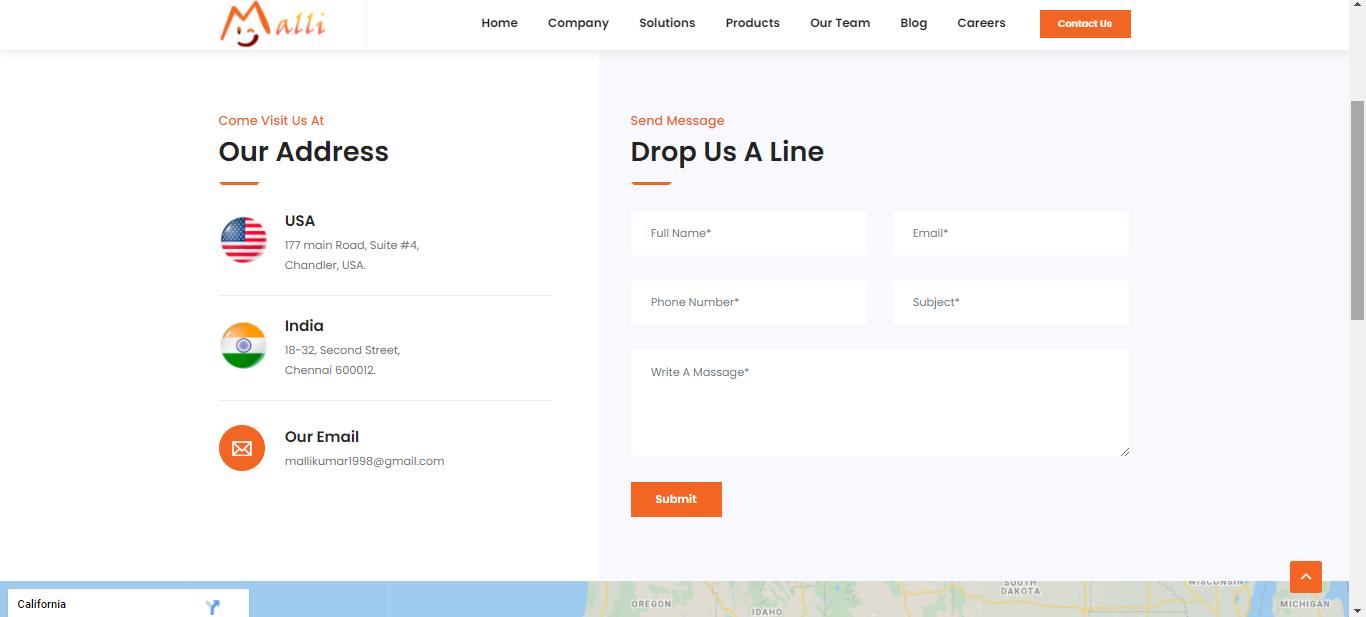 Malli
Home Company Solutions Products Our Team Blog Careers Contact Us
Come Visit Us At
Our Address
USA
177 main Road, Suite #4,
Chandler, USA.
India
18-32, Second Street,
Chennai 600012.
Our Email
mallikumar1998@gmail.com
Send Message
Drop Us A Line
Full Name* Email*
Phone Number* Subject*
Write A Massage*
Submit
California
OREGON
IDAHO
SOUTH
DAKOTA
WISCONSIN
MICHIGAN